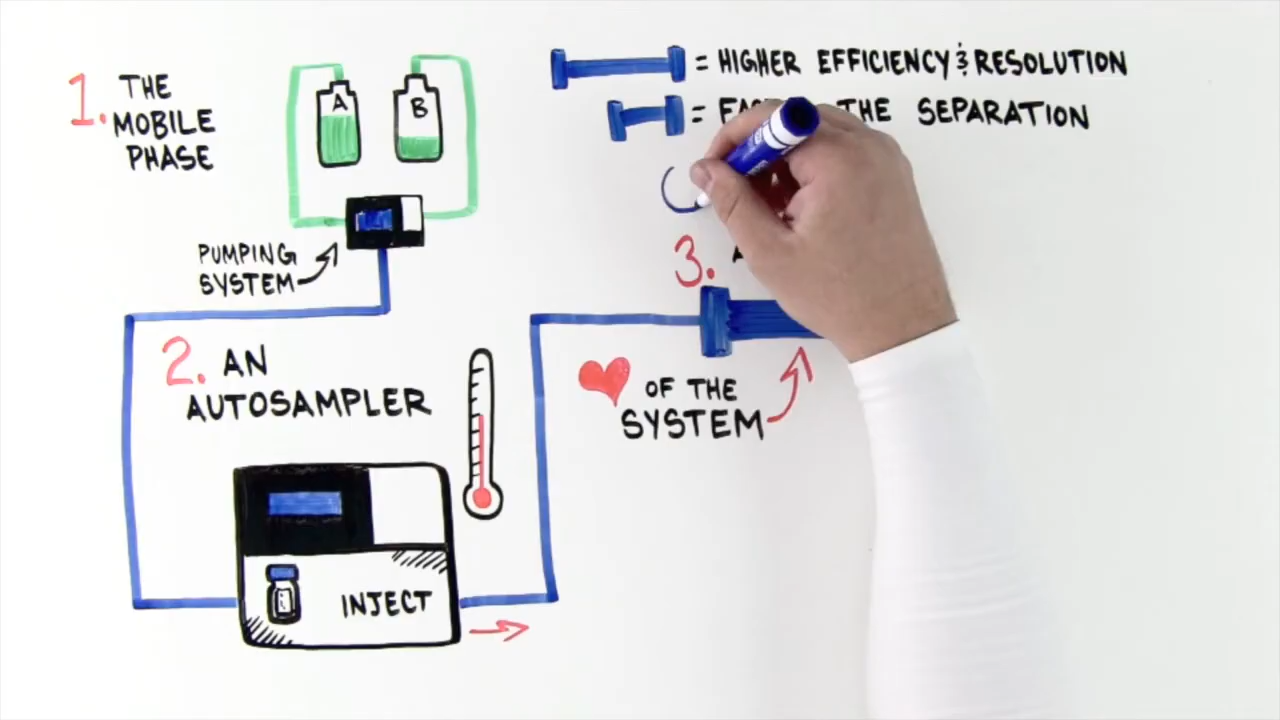 1. THE
MOBILE
PHASE
A
B
PUMPING
SYSTEM
2. AN
AUTOSAMPLER
INJECT
= HIGHER EFFICIENCY & RESOLUTION
= THE SEPARATION
3.
OF THE
SYSTEM